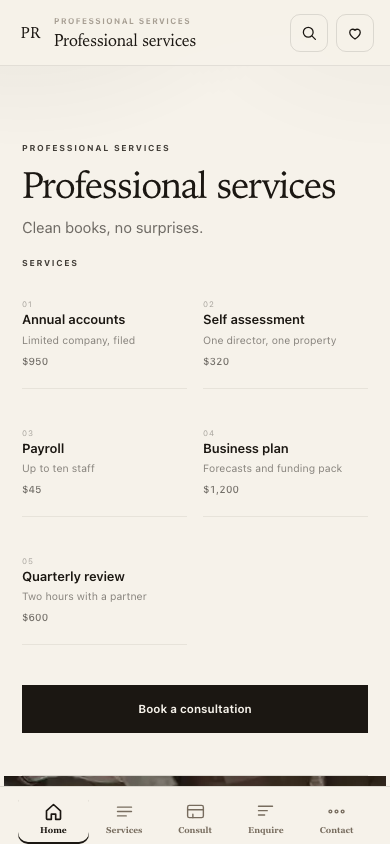 PR
PROFESSIONAL SERVICES
Professional services
PROFESSIONAL SERVICES
Professional services
Clean books, no surprises.
SERVICES
01
Annual accounts
Limited company, filed
$950
02
Self assessment
One director, one property
$320
03
Payroll
Up to ten staff
$45
04
Business plan
Forecasts and funding pack
$1,200
05
Quarterly review
Two hours with a partner
$600
Book a consultation
Home
Services
Consult
Enquire
Contact